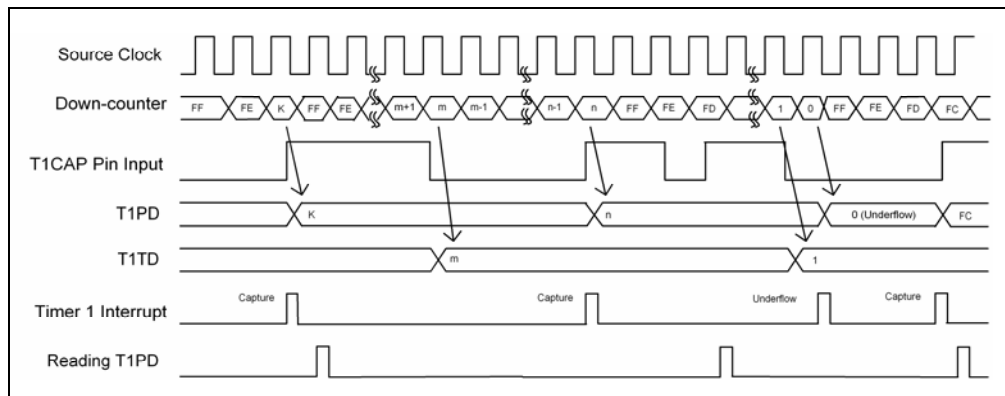 Source Clock
Down-counter FF FE K FF FE m+1 m m-1 n-1 n FF FE FD 1 0 FF FE FD FC
T1CAP Pin Input
T1PD K n 0 (Underflow) FC
T1TD m 1
Timer 1 Interrupt Capture Capture Underflow Capture
Reading T1PD